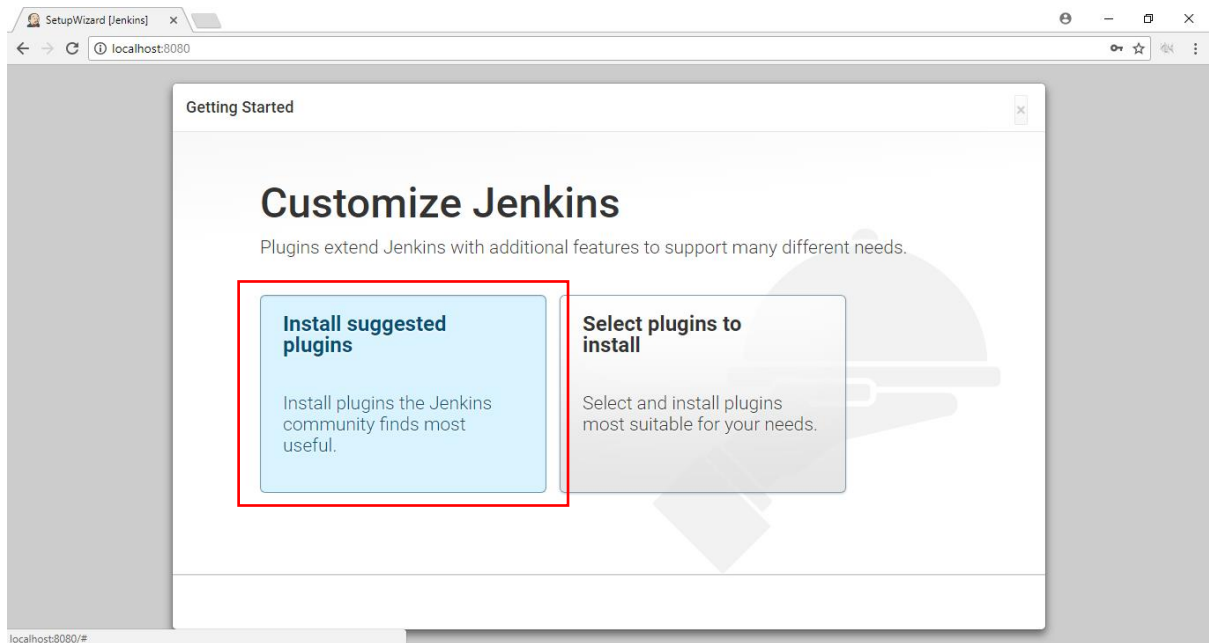 SetupWizard [Jenkins]
localhost:8080
Getting Started
Customize Jenkins
Plugins extend Jenkins with additional features to support many different needs.
Install suggested
plugins
Install plugins the Jenkins
community finds most
useful.
Select plugins to
install
Select and install plugins
most suitable for your needs.
localhost:8080/#